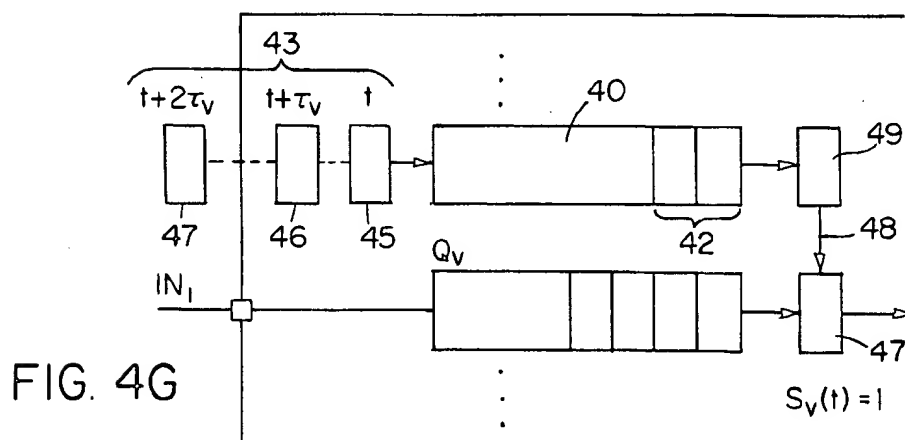 43
t+2τv t+τv t
40
49
47 46 45
42
48
Qv
IN1
47
FIG. 4G
Sv(t) = 1